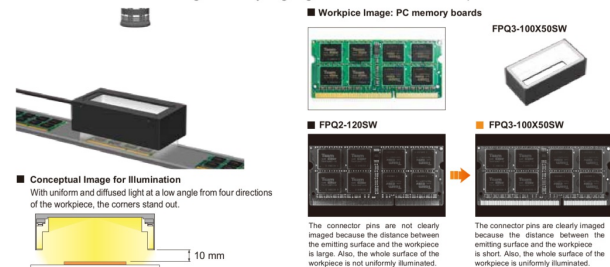 ■ Workpice Image: PC memory boards
FPQ3-100X50SW
■ FPQ2-120SW
■ FPQ3-100X50SW
■ Conceptual Image for Illumination
With uniform and diffused light at a low angle from four directions
of the workpiece, the corners stand out.
10 mm
The connector pins are not clearly
imaged because the distance between
the emitting surface and the workpiece
is large. Also, the whole surface of the
workpiece is not uniformly illuminated.
The connector pins are clearly imaged
because the distance between the
emitting surface and the workpiece
is short. Also, the whole surface of the
workpiece is uniformly illuminated.